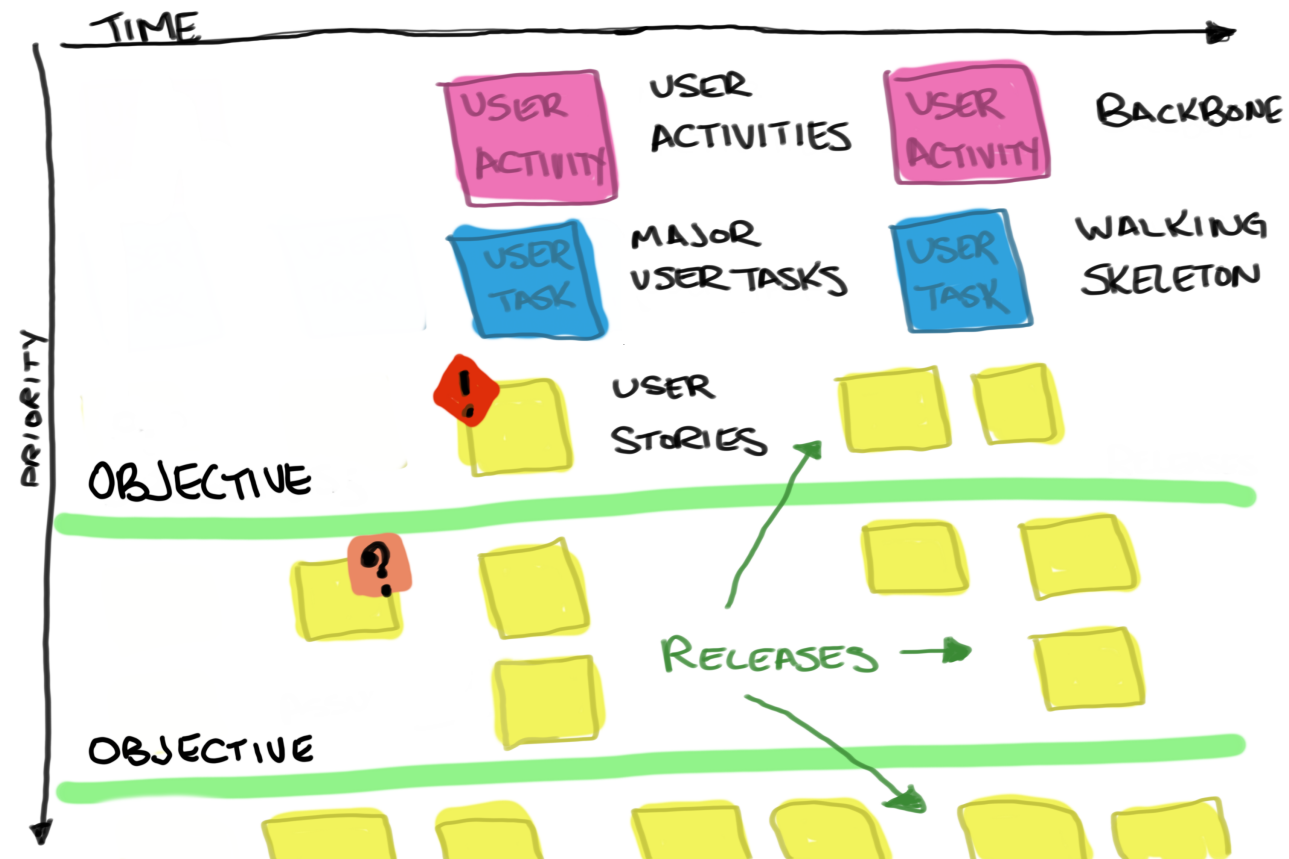 TIME
USER
ACTIVITY
USER
ACTIVITIES
USER
ACTIVITY
BACKBONE
USER
TASK
MAJOR
USER TASKS
USER
TASK
WALKING
SKELETON
PRIORITY
!
USER
STORIES
OBJECTIVE
?
RELEASES
OBJECTIVE